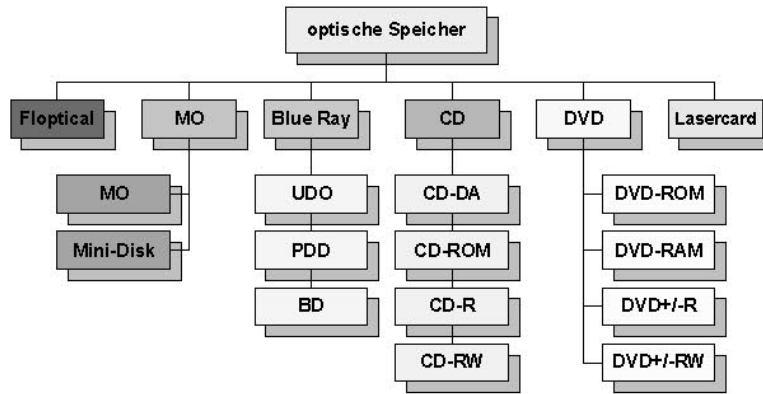 optische Speicher
Floptical
MO
Blue Ray
CD
DVD
Lasercard
MO
UDO
CD-DA
DVD-ROM
Mini-Disk
PDD
CD-ROM
DVD-RAM
BD
CD-R
DVD+/-R
CD-RW
DVD+/-RW